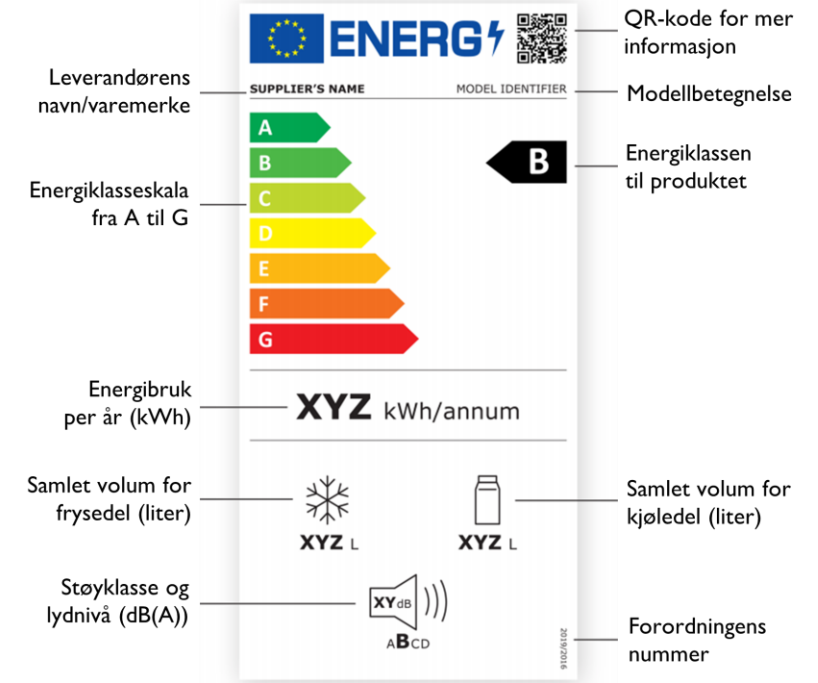 ENERG
QR-kode for mer
informasjon
Leverandørens
navn/varemerke
SUPPLIER'S NAME
MODEL IDENTIFIER
Modellbetegnelse
A
B
C
D
E
F
G
B
Energiklassen
til produktet
Energiklasseskala
fra A til G
Energibruk
per år (kWh)
XYZ kWh/annum
Samlet volum for
frysedel (liter)
XYZ L
XYZ L
Samlet volum for
kjøledel (liter)
Støyklasse og
lydnivå (dB(A))
XYdB
ABCD
2019/2016
Forordningens
nummer